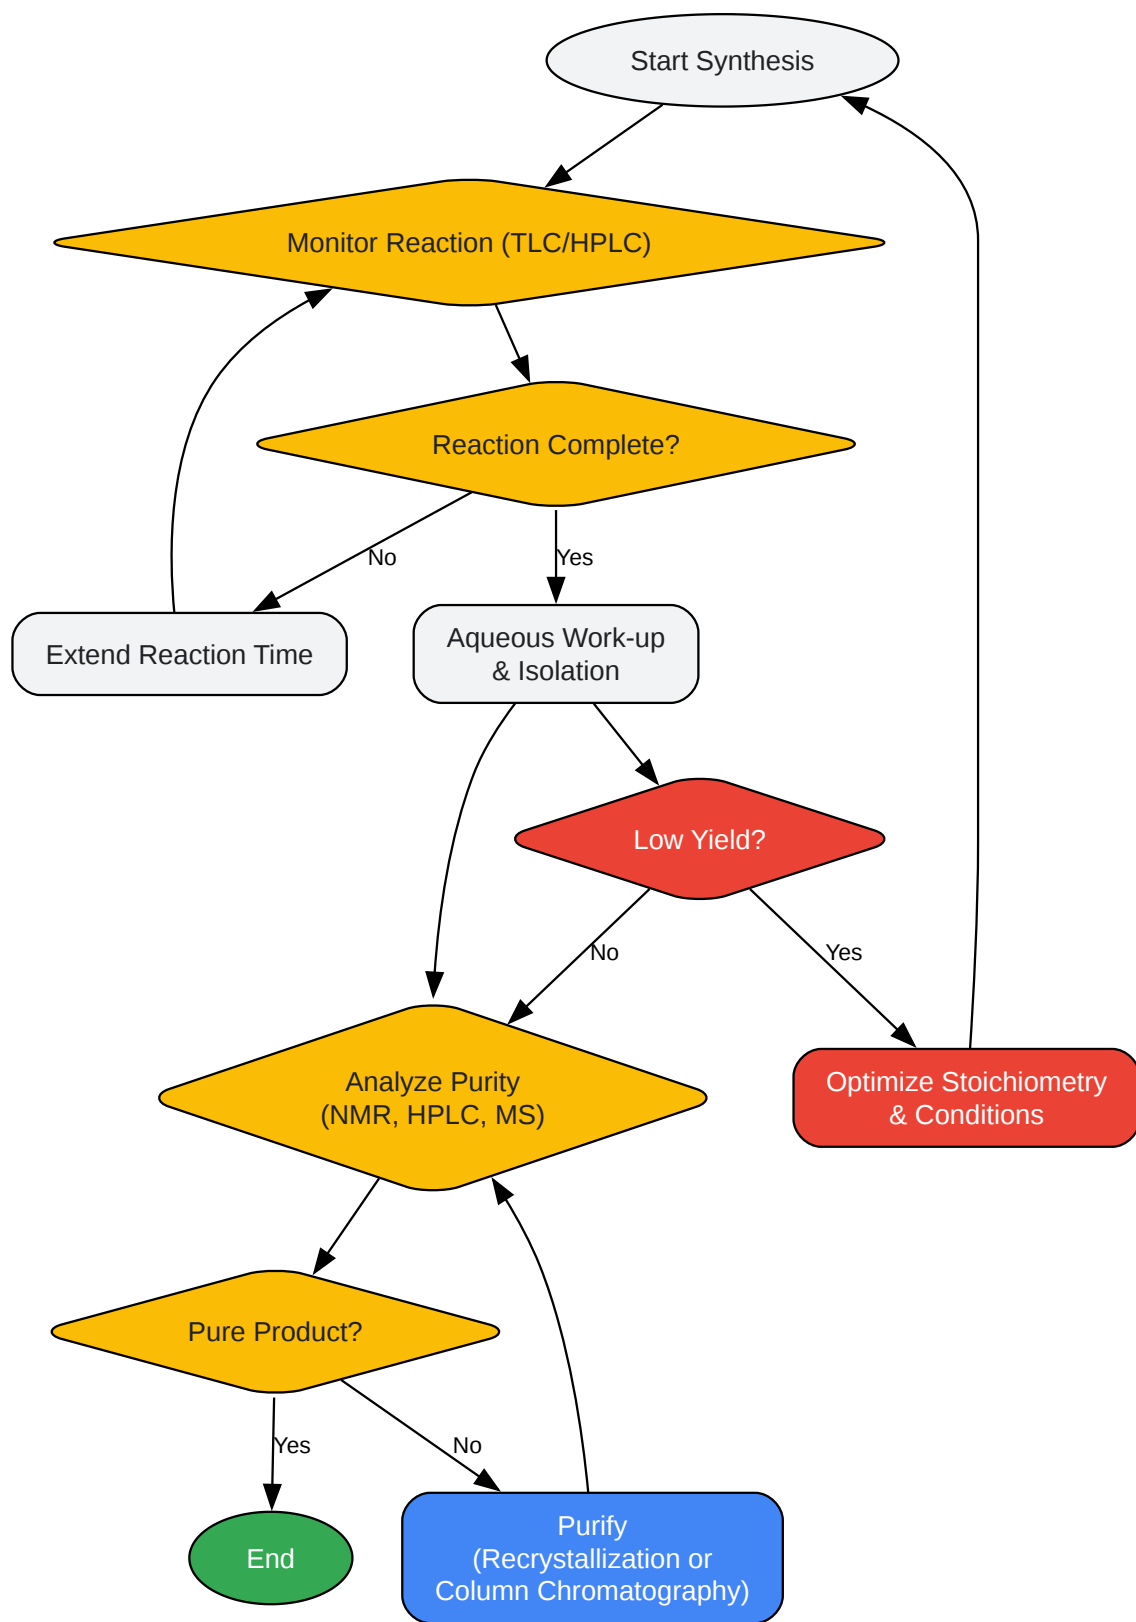 Start Synthesis
Monitor Reaction (TLC/HPLC)
Reaction Complete?
No
Yes
Extend Reaction Time
Aqueous Work-up
& Isolation
Low Yield?
No
Yes
Analyze Purity
(NMR, HPLC, MS)
Optimize Stoichiometry
& Conditions
Pure Product?
Yes
No
End
Purify
(Recrystallization or
Column Chromatography)